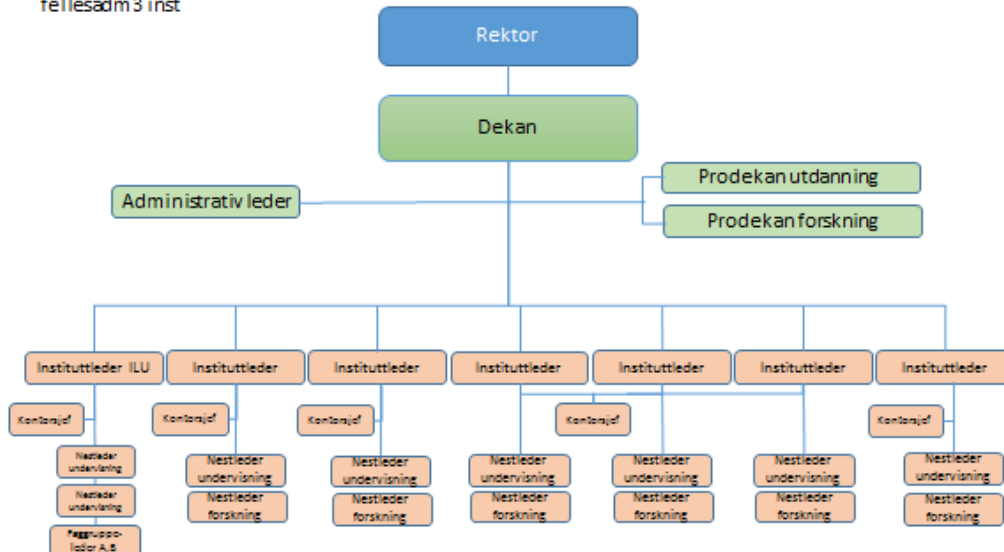 fellesadm 3 inst
Rektor
Dekan
Administrativ leder
Prodekan utdanning
Prodekan forskning
Instituttleder ILU
Instituttleder
Instituttleder
Instituttleder
Instituttleder
Instituttleder
Instituttleder
Kontorsjef
Kontorsjef
Kontorsjef
Kontorsjef
Kontorsjef
Nestleder
undervisning
Nestleder
undervisning
Faggruppe-
leder A,B
Nestleder
undervisning
Nestleder
forskning
Nestleder
undervisning
Nestleder
forskning
Nestleder
undervisning
Nestleder
forskning
Nestleder
undervisning
Nestleder
forskning
Nestleder
undervisning
Nestleder
forskning
Nestleder
undervisning
Nestleder
forskning